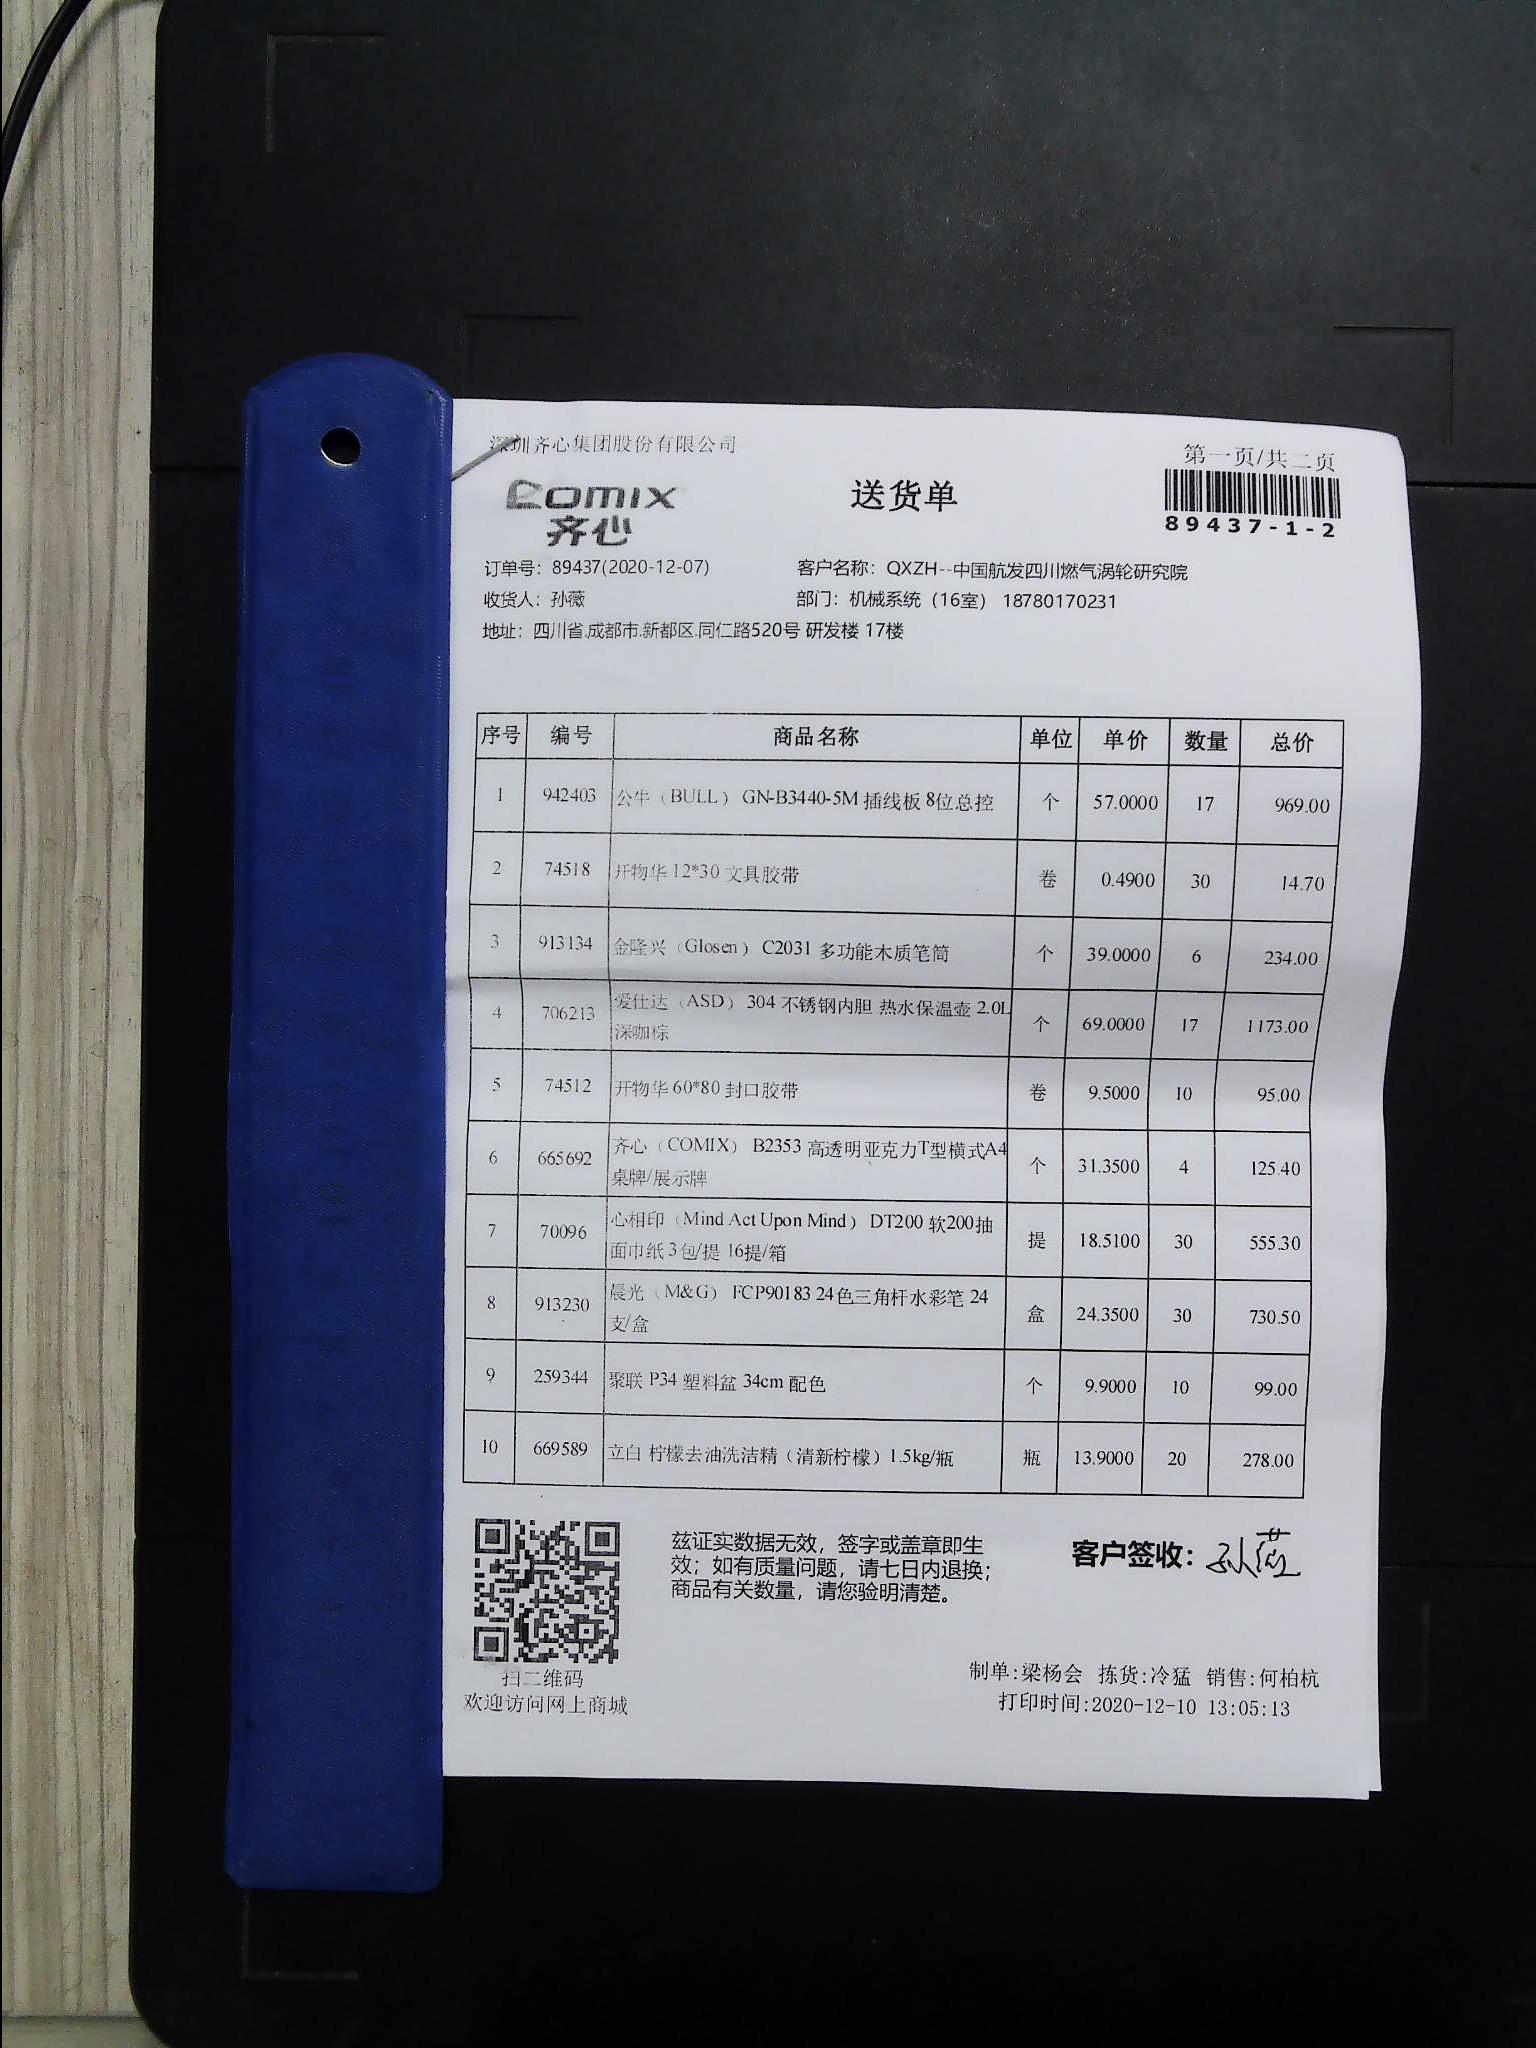 深圳齐心集团股份有限公司
第一页/共二页
comix
齐心
送货单
89437-1-2
订单号：89437(2020-12-07)
客户名称：QXZH--中国航发四川燃气涡轮研究院
收货人：孙薇
部门：机械系统（16室） 18780170231
地址：四川省.成都市.新都区.同仁路520号 研发楼 17楼
序号 编号 商品名称 单位 单价 数量 总价
1 942403 公牛（BULL） GN-B3440-5M 插线板 8位总控 个 57.0000 17 969.00
2 74518 开物华 12*30 文具胶带 卷 0.4900 30 14.70
3 913134 金隆兴（Glosen） C2031 多功能木质笔筒 个 39.0000 6 234.00
4 706213 爱仕达（ASD） 304 不锈钢内胆 热水保温壶 2.0L 个 69.0000 17 1173.00
深咖棕
5 74512 开物华 60*80 封口胶带 卷 9.5000 10 95.00
6 665692 齐心（COMIX） B2353 高透明亚克力T型横式A4 个 31.3500 4 125.40
桌牌/展示牌
7 70096 心相印（Mind Act Upon Mind） DT200 软200抽 提 18.5100 30 555.30
面巾纸 3包/提 16提/箱
8 913230 晨光（M&G） FCP90183 24色三角杆水彩笔 24 盒 24.3500 30 730.50
支/盒
9 259344 聚联 P34 塑料盆 34cm 配色 个 9.9000 10 99.00
10 669589 立白 柠檬去油洗洁精（清新柠檬）1.5kg/瓶 瓶 13.9000 20 278.00
兹证实数据无效，签字或盖章即生
效；如有质量问题，请七日内退换；
商品有关数量，请您验明清楚。
客户签收：孙薇
扫二维码
欢迎访问网上商城
制单:梁杨会 拣货:冷猛 销售:何柏杭
打印时间:2020-12-10 13:05:13